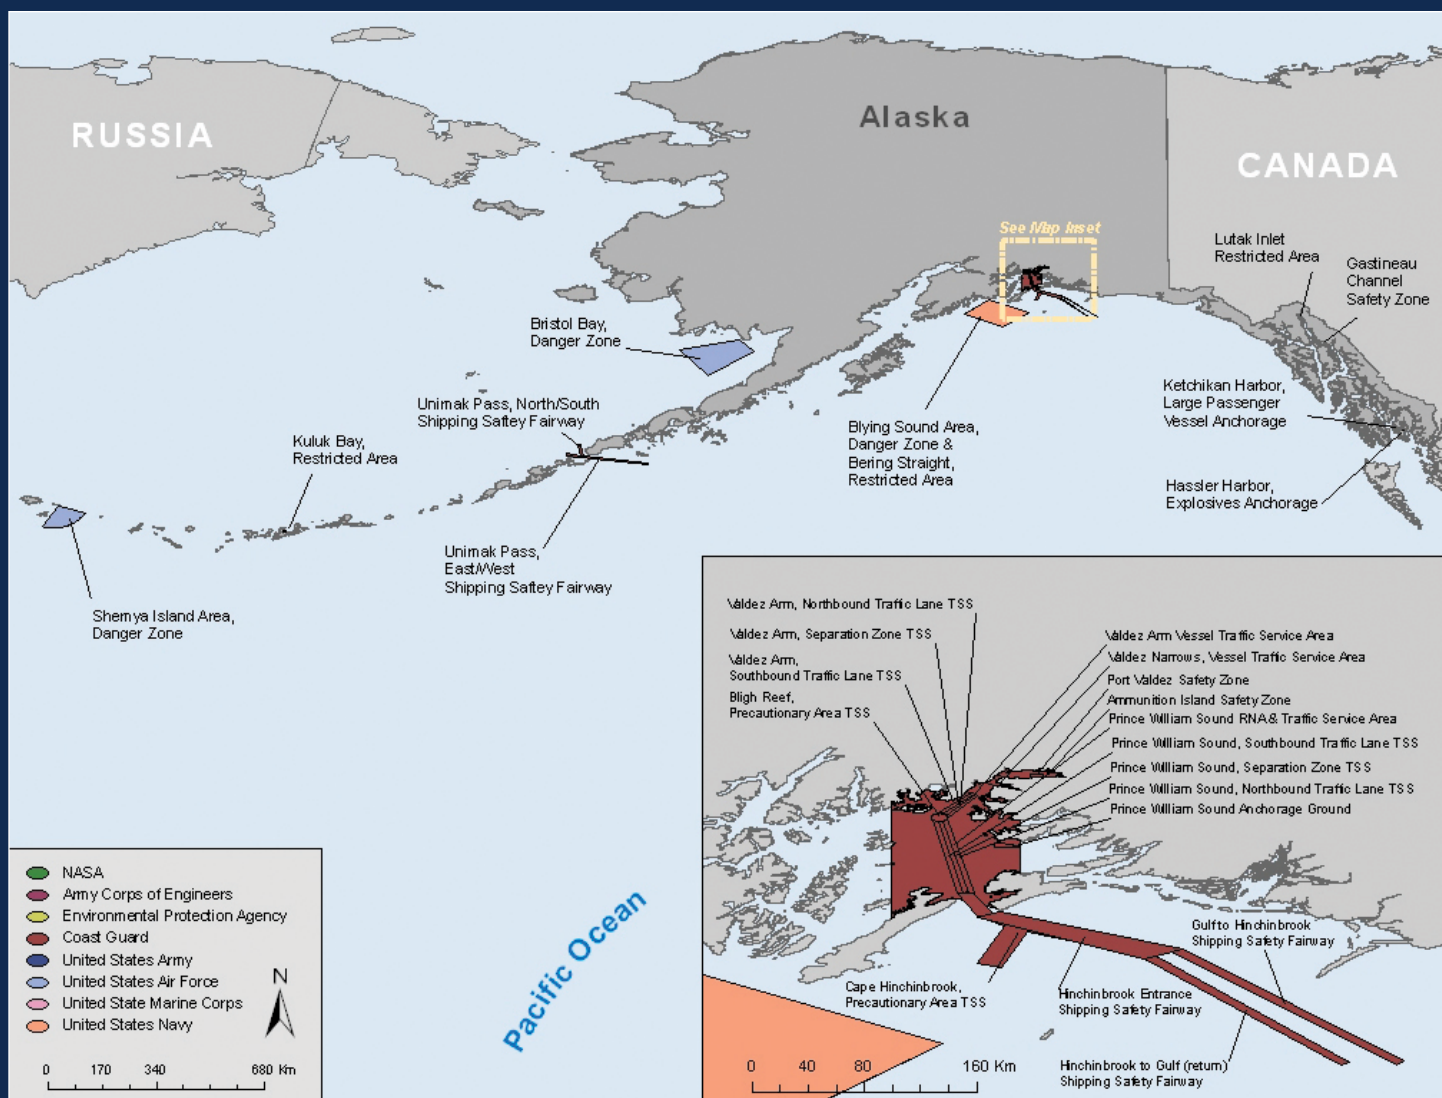 RUSSIA
Alaska
CANADA
See Map Inset
Lutak Inlet
Restricted Area
Gastineau
Channel
Safety Zone
Bristol Bay,
Danger Zone
Unimak Pass, North/South
Shipping Saftey Fairway
Kuluk Bay,
Restricted Area
Blying Sound Area,
Danger Zone &
Bering Straight,
Restricted Area
Ketchikan Harbor,
Large Passenger
Vessel Anchorage
Hassler Harbor,
Explosives Anchorage
Unimak Pass,
East/West
Shipping Saftey Fairway
Shemya Island Area,
Danger Zone
Valdez Arm, Northbound Traffic Lane TSS
Valdez Arm, Separation Zone TSS
Valdez Arm,
Southbound Traffic Lane TSS
Bligh Reef,
Precautionary Area TSS
Valdez Arm Vessel Traffic Service Area
Valdez Narrows, Vessel Traffic Service Area
Port Valdez Safety Zone
Ammunition Island Safety Zone
Prince William Sound RNA & Traffic Service Area
Prince William Sound, Southbound Traffic Lane TSS
Prince William Sound, Separation Zone TSS
Prince William Sound, Northbound Traffic Lane TSS
Prince William Sound Anchorage Ground
Gulf to Hinchinbrook
Shipping Safety Fairway
Cape Hinchinbrook,
Precautionary Area TSS
Hinchinbrook Entrance
Shipping Safety Fairway
Hinchinbrook to Gulf (return)
Shipping Safety Fairway
0 40 80 160 Km
Pacific Ocean
NASA
Army Corps of Engineers
Environmental Protection Agency
Coast Guard
United States Army
United States Air Force
United State Marine Corps
United States Navy
N
0 170 340 680 Km